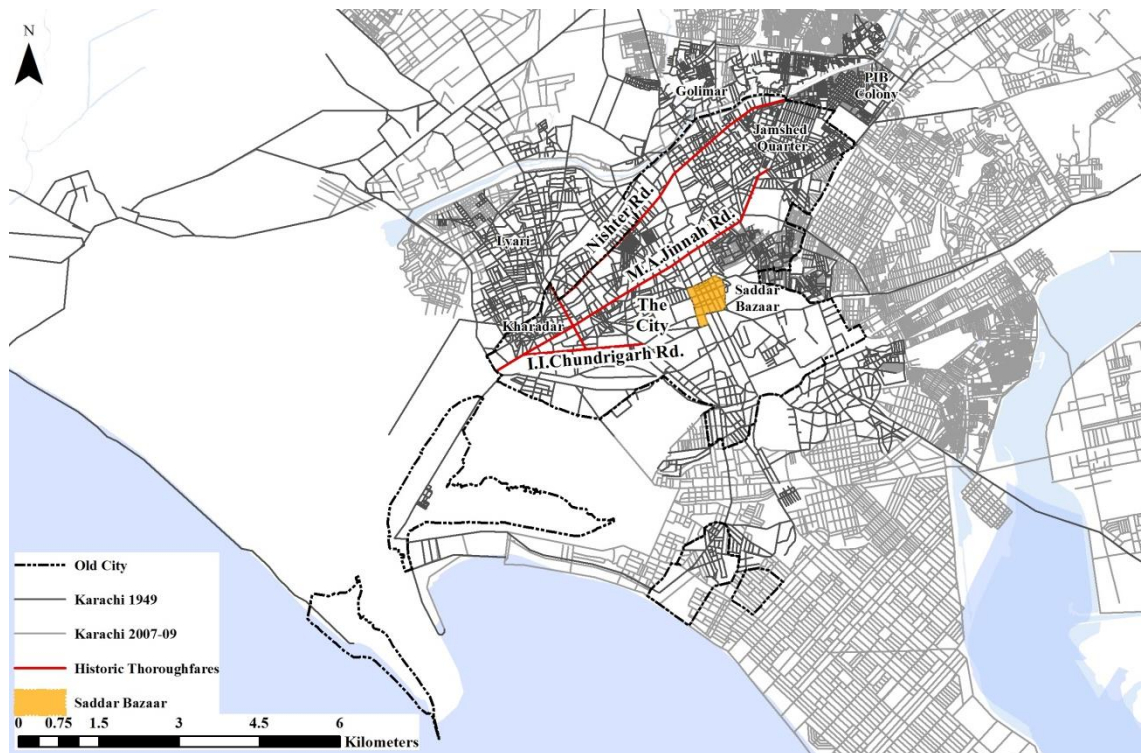 N
Golimar
PIB
Colony
Jamshed
Quarter
Nishter Rd.
Lyari
M.A.Jinnah Rd.
Saddar
Bazaar
The
City
Kharadar
I.I.Chundrigarh Rd.
Old City
Karachi 1949
Karachi 2007-09
Historic Thoroughfares
Saddar Bazaar
0 0.75 1.5 3 4.5 6
Kilometers